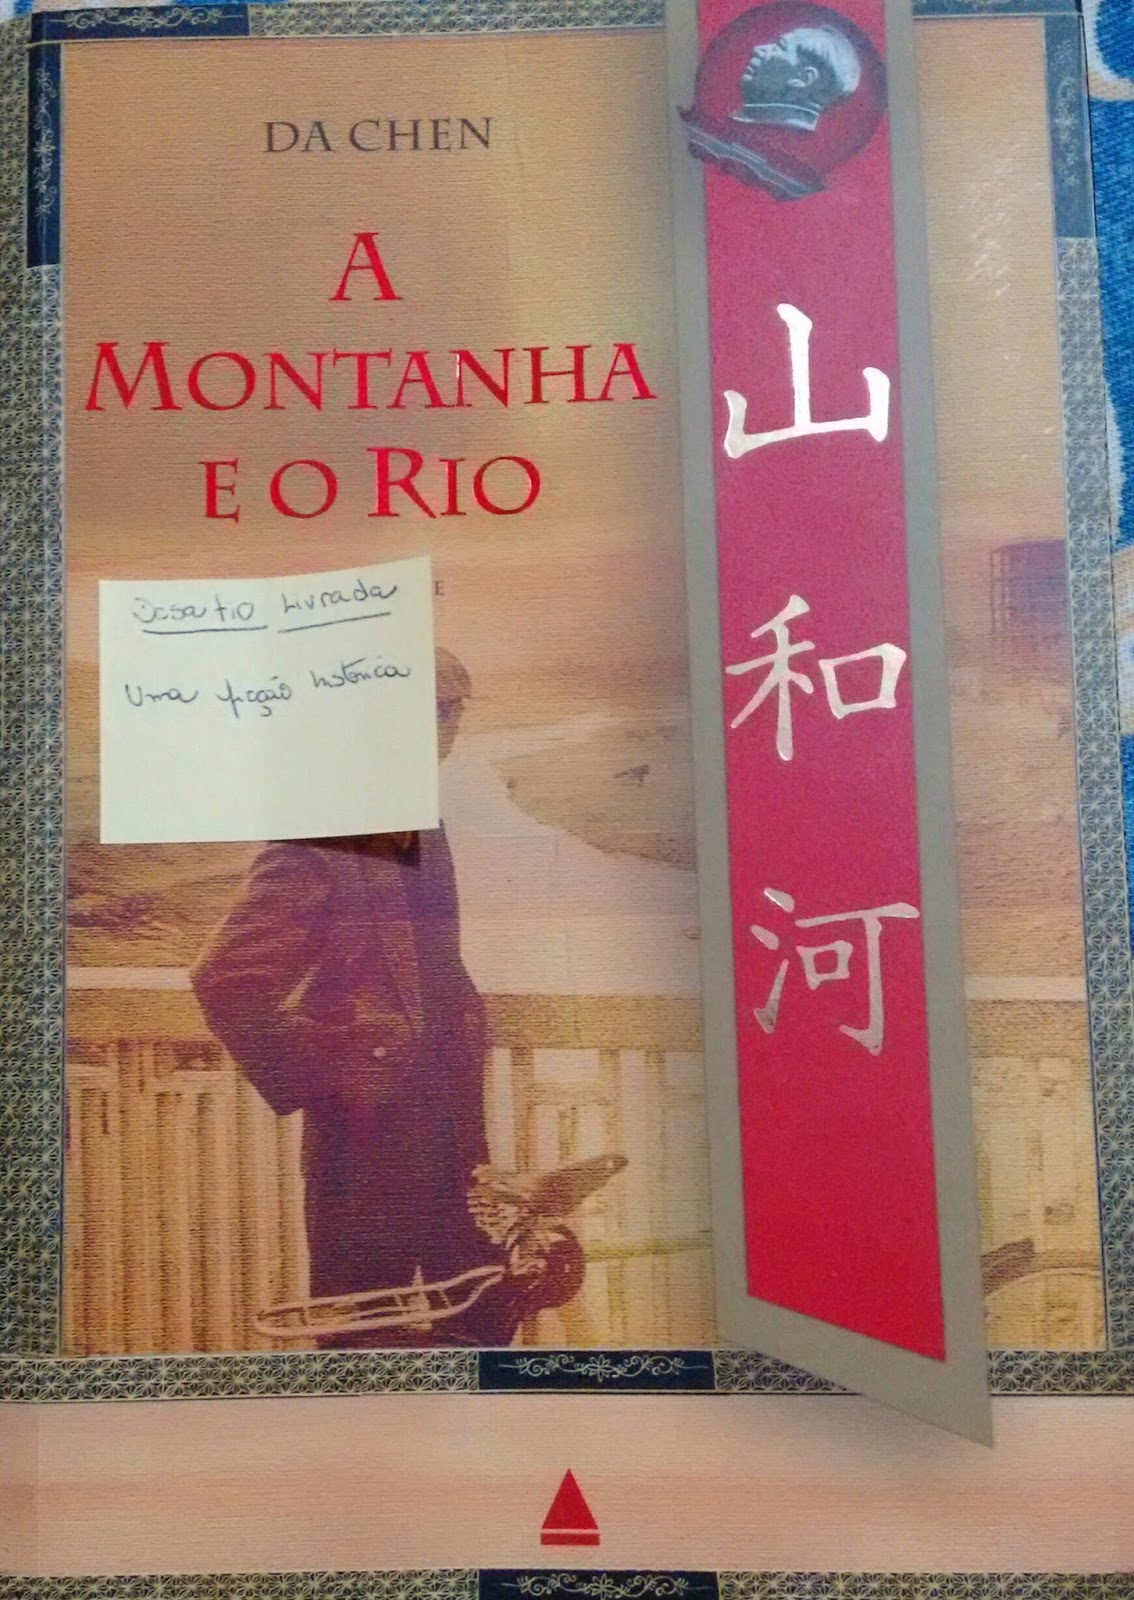 DA CHEN
A
MONTANHA
E O RIO
E
Desafio Livrada
Uma ficção histórica
山
和
河